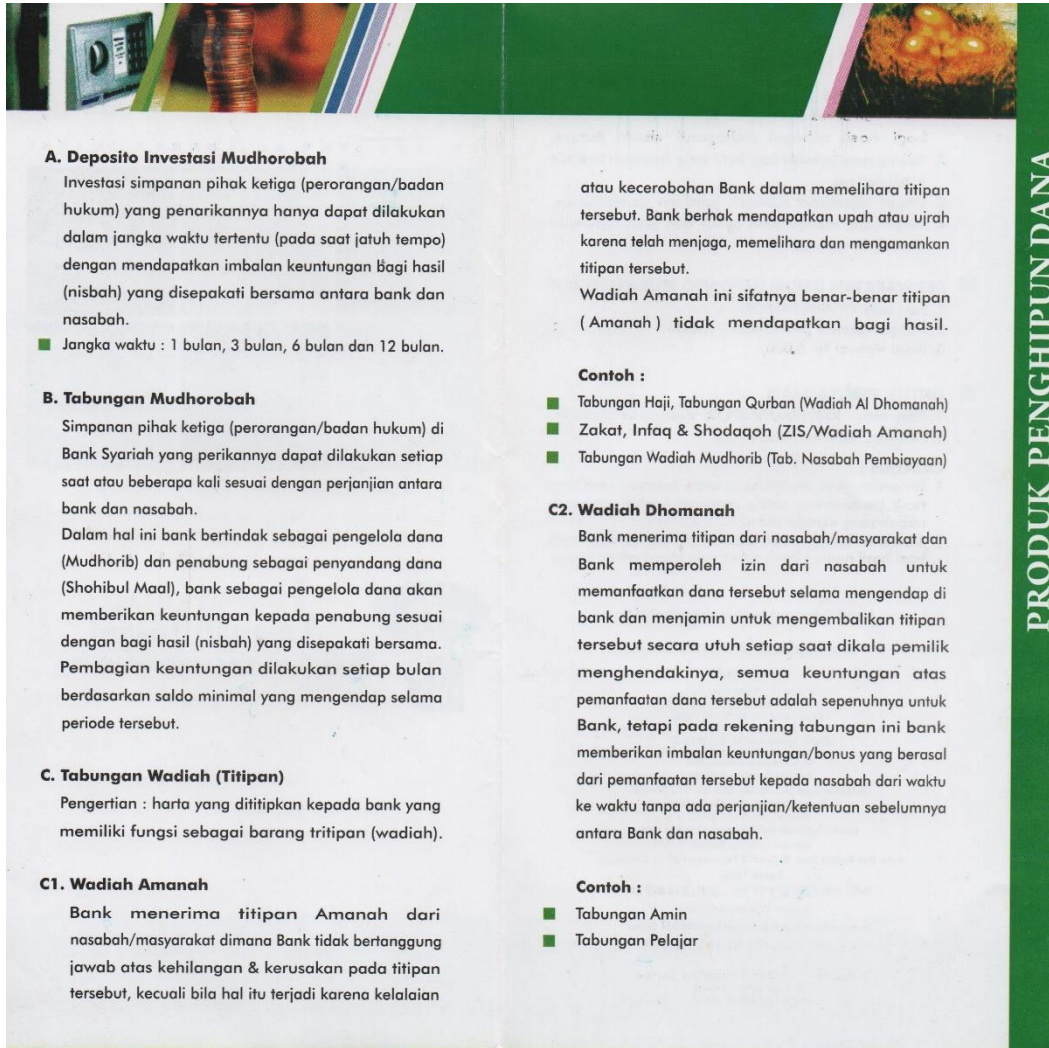 A. Deposito Investasi Mudhorobah
Investasi simpanan pihak ketiga (perorangan/badan
hukum) yang penarikannya hanya dapat dilakukan
dalam jangka waktu tertentu (pada saat jatuh tempo)
dengan mendapatkan imbalan keuntungan bagi hasil
(nisbah) yang disepakati bersama antara bank dan
nasabah.
Jangka waktu : 1 bulan, 3 bulan, 6 bulan dan 12 bulan.
B. Tabungan Mudhorobah
Simpanan pihak ketiga (perorangan/badan hukum) di
Bank Syariah yang perikannya dapat dilakukan setiap
saat atau beberapa kali sesuai dengan perjanjian antara
bank dan nasabah.
Dalam hal ini bank bertindak sebagai pengelola dana
(Mudhorib) dan penabung sebagai penyandang dana
(Shohibul Maal), bank sebagai pengelola dana akan
memberikan keuntungan kepada penabung sesuai
dengan bagi hasil (nisbah) yang disepakati bersama.
Pembagian keuntungan dilakukan setiap bulan
berdasarkan saldo minimal yang mengendap selama
periode tersebut.
C. Tabungan Wadiah (Titipan)
Pengertian : harta yang dititipkan kepada bank yang
memiliki fungsi sebagai barang tritipan (wadiah).
C1. Wadiah Amanah
Bank menerima titipan Amanah dari
nasabah/masyarakat dimana Bank tidak bertanggung
jawab atas kehilangan & kerusakan pada titipan
tersebut, kecuali bila hal itu terjadi karena kelalaian
atau kecerobohan Bank dalam memelihara titipan
tersebut. Bank berhak mendapatkan upah atau ujrah
karena telah menjaga, memelihara dan mengamankan
titipan tersebut.
Wadiah Amanah ini sifatnya benar-benar titipan
( Amanah ) tidak mendapatkan bagi hasil.
Contoh :
Tabungan Haji, Tabungan Qurban (Wadiah Al Dhomanah)
Zakat, Infaq & Shodaqoh (ZIS/Wadiah Amanah)
Tabungan Wadiah Mudhorib (Tab. Nasabah Pembiayaan)
C2. Wadiah Dhomanah
Bank menerima titipan dari nasabah/masyarakat dan
Bank memperoleh izin dari nasabah untuk
memanfaatkan dana tersebut selama mengendap di
bank dan menjamin untuk mengembalikan titipan
tersebut secara utuh setiap saat dikala pemilik
menghendakinya, semua keuntungan atas
pemanfaatan dana tersebut adalah sepenuhnya untuk
Bank, tetapi pada rekening tabungan ini bank
memberikan imbalan keuntungan/bonus yang berasal
dari pemanfaatan tersebut kepada nasabah dari waktu
ke waktu tanpa ada perjanjian/ketentuan sebelumnya
antara Bank dan nasabah.
Contoh :
Tabungan Amin
Tabungan Pelajar
PRODUK PENGHIPUN DANA